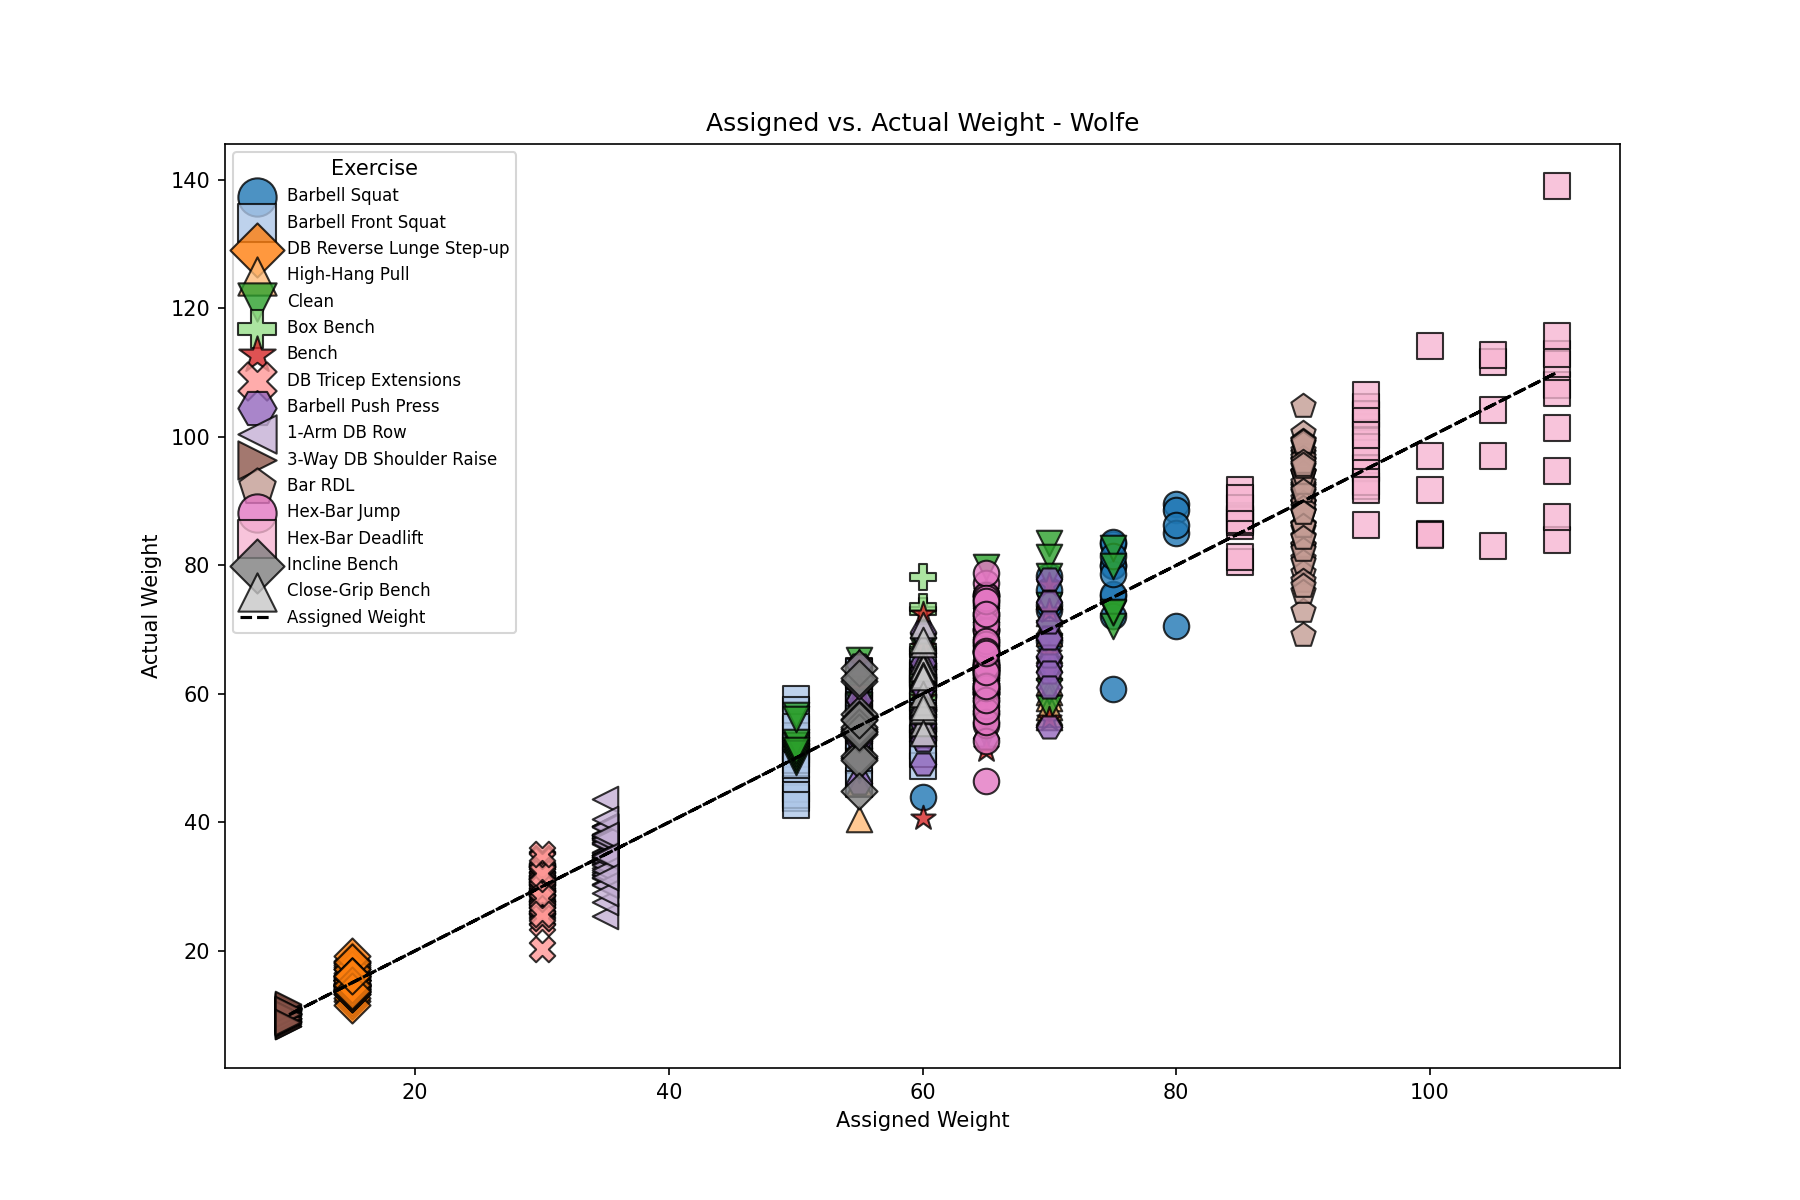 Assigned vs. Actual Weight - Wolfe
Exercise
Barbell Squat
Barbell Front Squat
DB Reverse Lunge Step-up
High-Hang Pull
Clean
Box Bench
Bench
DB Tricep Extensions
Barbell Push Press
1-Arm DB Row
3-Way DB Shoulder Raise
Bar RDL
Hex-Bar Jump
Hex-Bar Deadlift
Incline Bench
Close-Grip Bench
Assigned Weight
Actual Weight
140
120
100
80
60
40
20
20 40 60 80 100
Assigned Weight